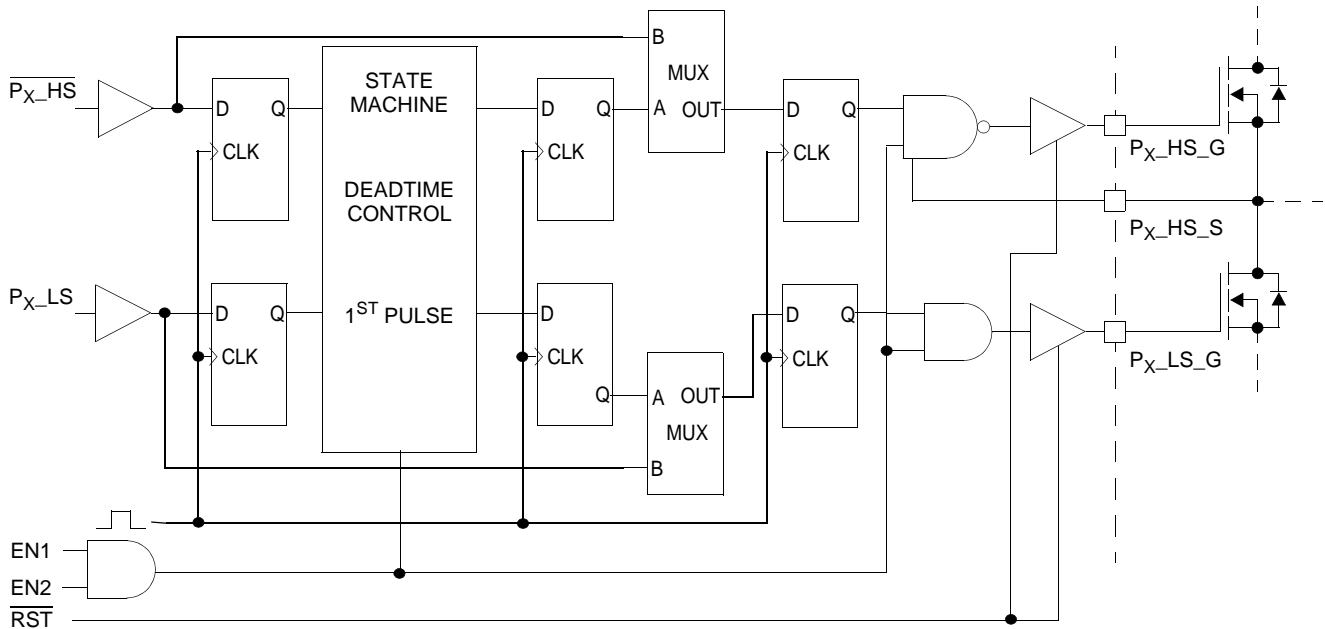 P_X_HS
D Q
CLK
STATE
MACHINE
DEADTIME
CONTROL
1ST PULSE
D Q
CLK
B
MUX
A OUT
D Q
CLK
P_X_HS_G
P_X_HS_S
P_X_LS
D Q
CLK
D
CLK
Q
A OUT
MUX
B
D Q
CLK
P_X_LS_G
EN1
EN2
RST